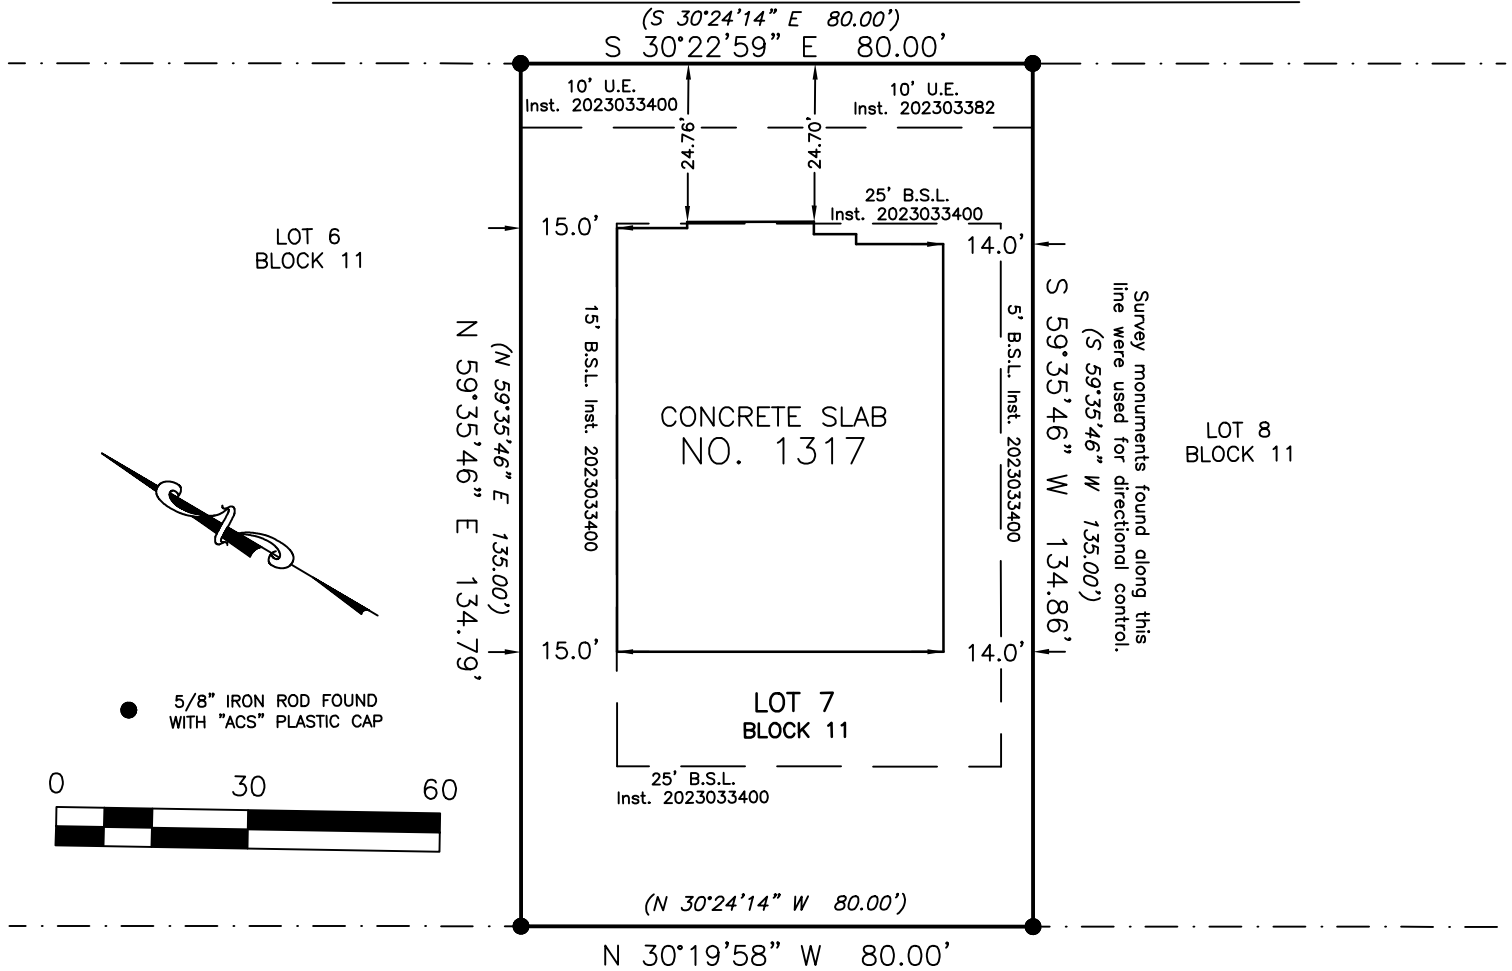 (S 30°24'14" E 80.00')
S 30°22'59" E 80.00'
10' U.E.
Inst. 2023033400
10' U.E.
Inst. 202303382
24.76'
24.70'
25' B.S.L.
Inst. 2023033400
15.0'
14.0'
LOT 6
BLOCK 11
15' B.S.L. Inst. 2023033400
5' B.S.L. Inst. 2023033400
N 59°35'46" E 134.79'
(N 59°35'46" E 135.00')
S 59°35'46" W 134.86'
(S 59°35'46" W 135.00')
Survey monuments found along this
line were used for directional control.
CONCRETE SLAB
NO. 1317
LOT 8
BLOCK 11
15.0'
14.0'
LOT 7
BLOCK 11
5/8" IRON ROD FOUND
WITH "ACS" PLASTIC CAP
0 30 60
25' B.S.L.
Inst. 2023033400
(N 30°24'14" W 80.00')
N 30°19'58" W 80.00'